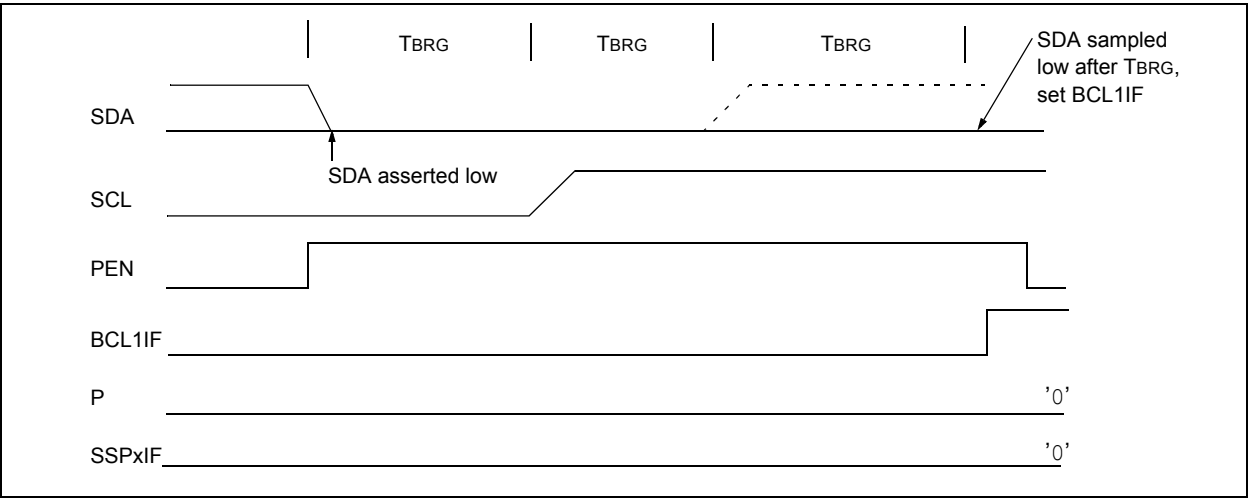 TBRG TBRG TBRG
SDA sampled
low after TBRG,
set BCL1IF
SDA
SDA asserted low
SCL
PEN
BCL1IF
P '0'
SSPxIF '0'